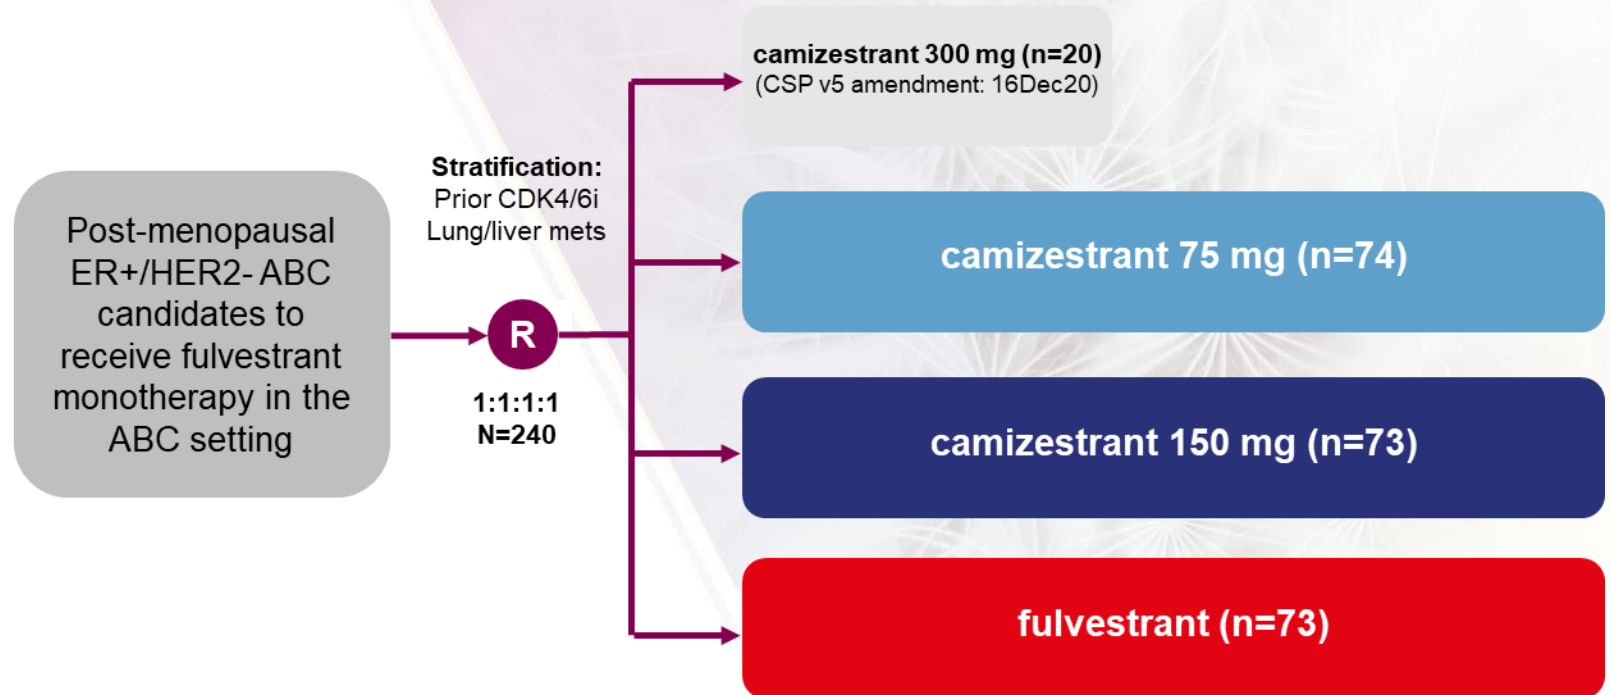 Post-menopausal
ER+/HER2- ABC
candidates to
receive fulvestrant
monotherapy in the
ABC setting
Stratification:
Prior CDK4/6i
Lung/liver mets
R
1:1:1:1
N=240
camizestrant 300 mg (n=20)
(CSP v5 amendment: 16Dec20)
camizestrant 75 mg (n=74)
camizestrant 150 mg (n=73)
fulvestrant (n=73)